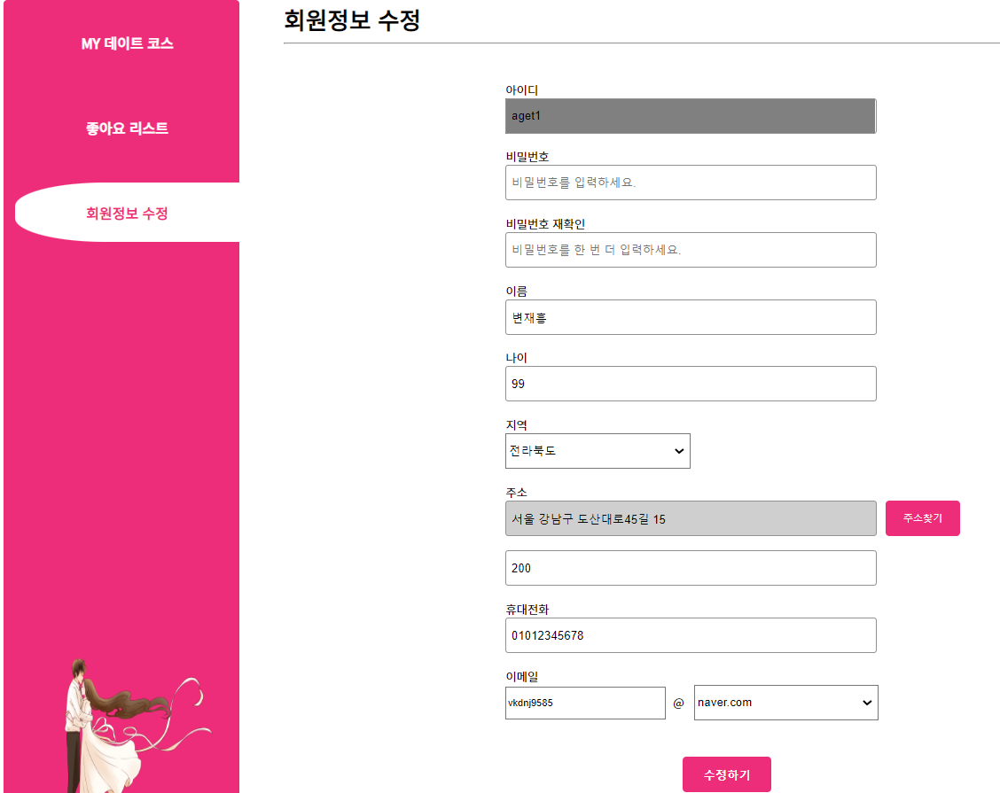 MY 데이트 코스
좋아요 리스트
회원정보 수정
회원정보 수정
아이디
aget1
비밀번호
비밀번호를 입력하세요.
비밀번호 재확인
비밀번호를 한 번 더 입력하세요.
이름
변재흥
나이
99
지역
전라북도
주소
서울 강남구 도산대로45길 15
주소찾기
200
휴대전화
01012345678
이메일
vkdnj9585 @ naver.com
수정하기